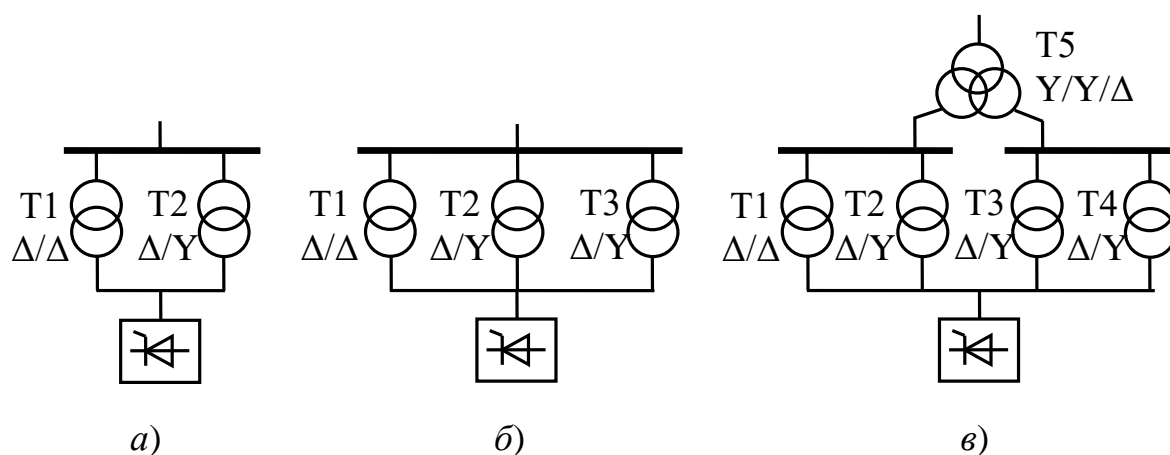 T5
Y/Y/Δ
T1 T2 T1 T2 T3 T1 T2 T3 T4
Δ/Δ Δ/Y Δ/Δ Δ/Y Δ/Y Δ/Δ Δ/Y Δ/Y Δ/Y
а) б) в)